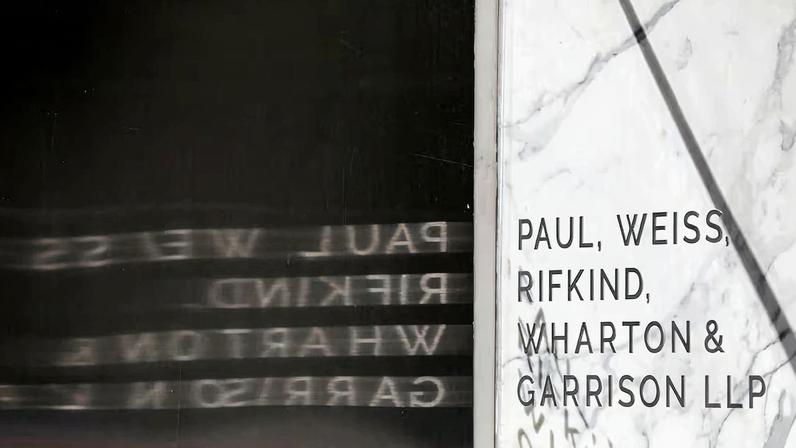 PAUL, WEISS,
RIFKIND,
WHARTON &
GARRISON LLP